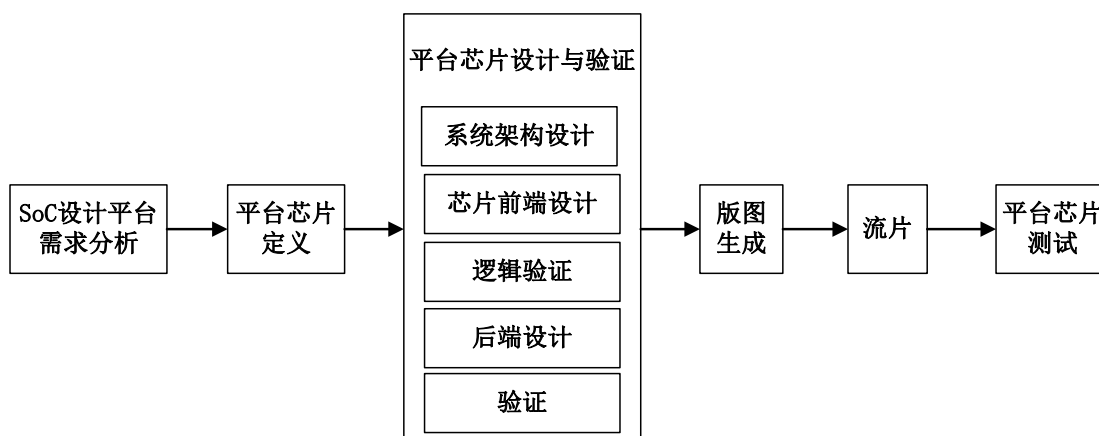 SoC设计平台
需求分析
平台芯片
定义
平台芯片设计与验证
系统架构设计
芯片前端设计
逻辑验证
后端设计
验证
版图
生成
流片
平台芯片
测试